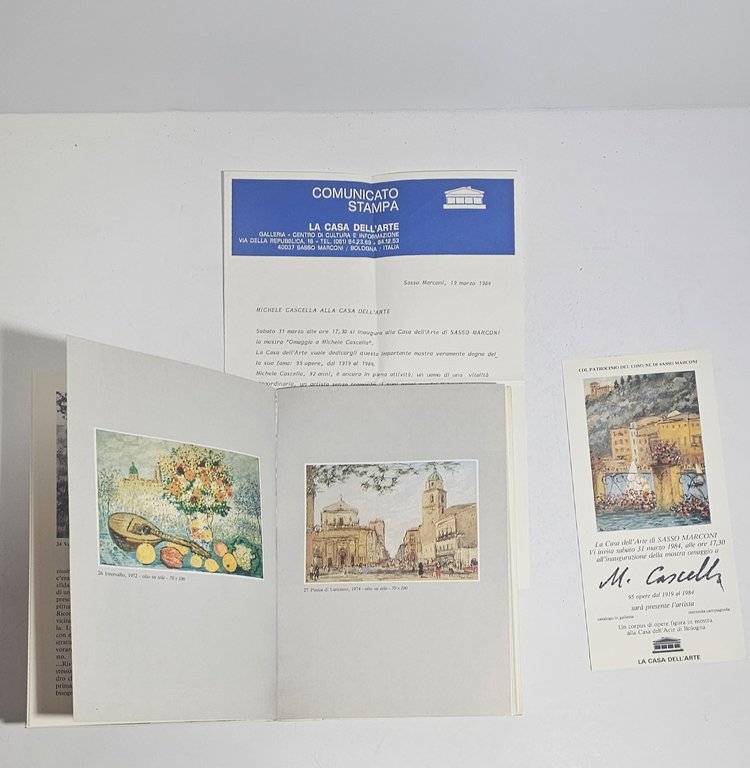 COMUNICATO
STAMPA
LA CASA DELL'ARTE
GALLERIA - CENTRO DI CULTURA E INFORMAZIONE
VIA DELLA REPUBBLICA, 18 - TEL. (051) 84.23.69 - 84.12.53
40037 SASSO MARCONI / BOLOGNA / ITALIA
Sasso Marconi, 19 marzo 1984
MICHELE CASCELLA ALLA CASA DELL'ARTE
Sabato 31 marzo alle ore 17,30 si inaugura alla Casa dell'Arte di SASSO MARCONI
la mostra "Omaggio a Michele Cascella".
La Casa dell'Arte vuole dedicargli questa importante mostra veramente degna del_
la sua fama: 95 opere, dal 1919 al 1984.
Michele Cascella, 92 anni, è ancora in piena attività; un uomo di una vitalità
26 Intervallo, 1972 - olio su tela - 70 x 100
27 Piazza di Lanciano, 1974 - olio su tela - 70 x 100
COL PATROCINIO DEL COMUNE DI SASSO MARCONI
La Casa dell'Arte di SASSO MARCONI
Vi invita sabato 31 marzo 1984, alle ore 17,30
all'inaugurazione della mostra omaggio a
M. Cascella
95 opere dal 1919 al 1984
sarà presente l'artista
catalogo in galleria merenda campagnola
Un corpus di opere figura in mostra
alla Casa dell'Arte di Bologna
LA CASA DELL'ARTE